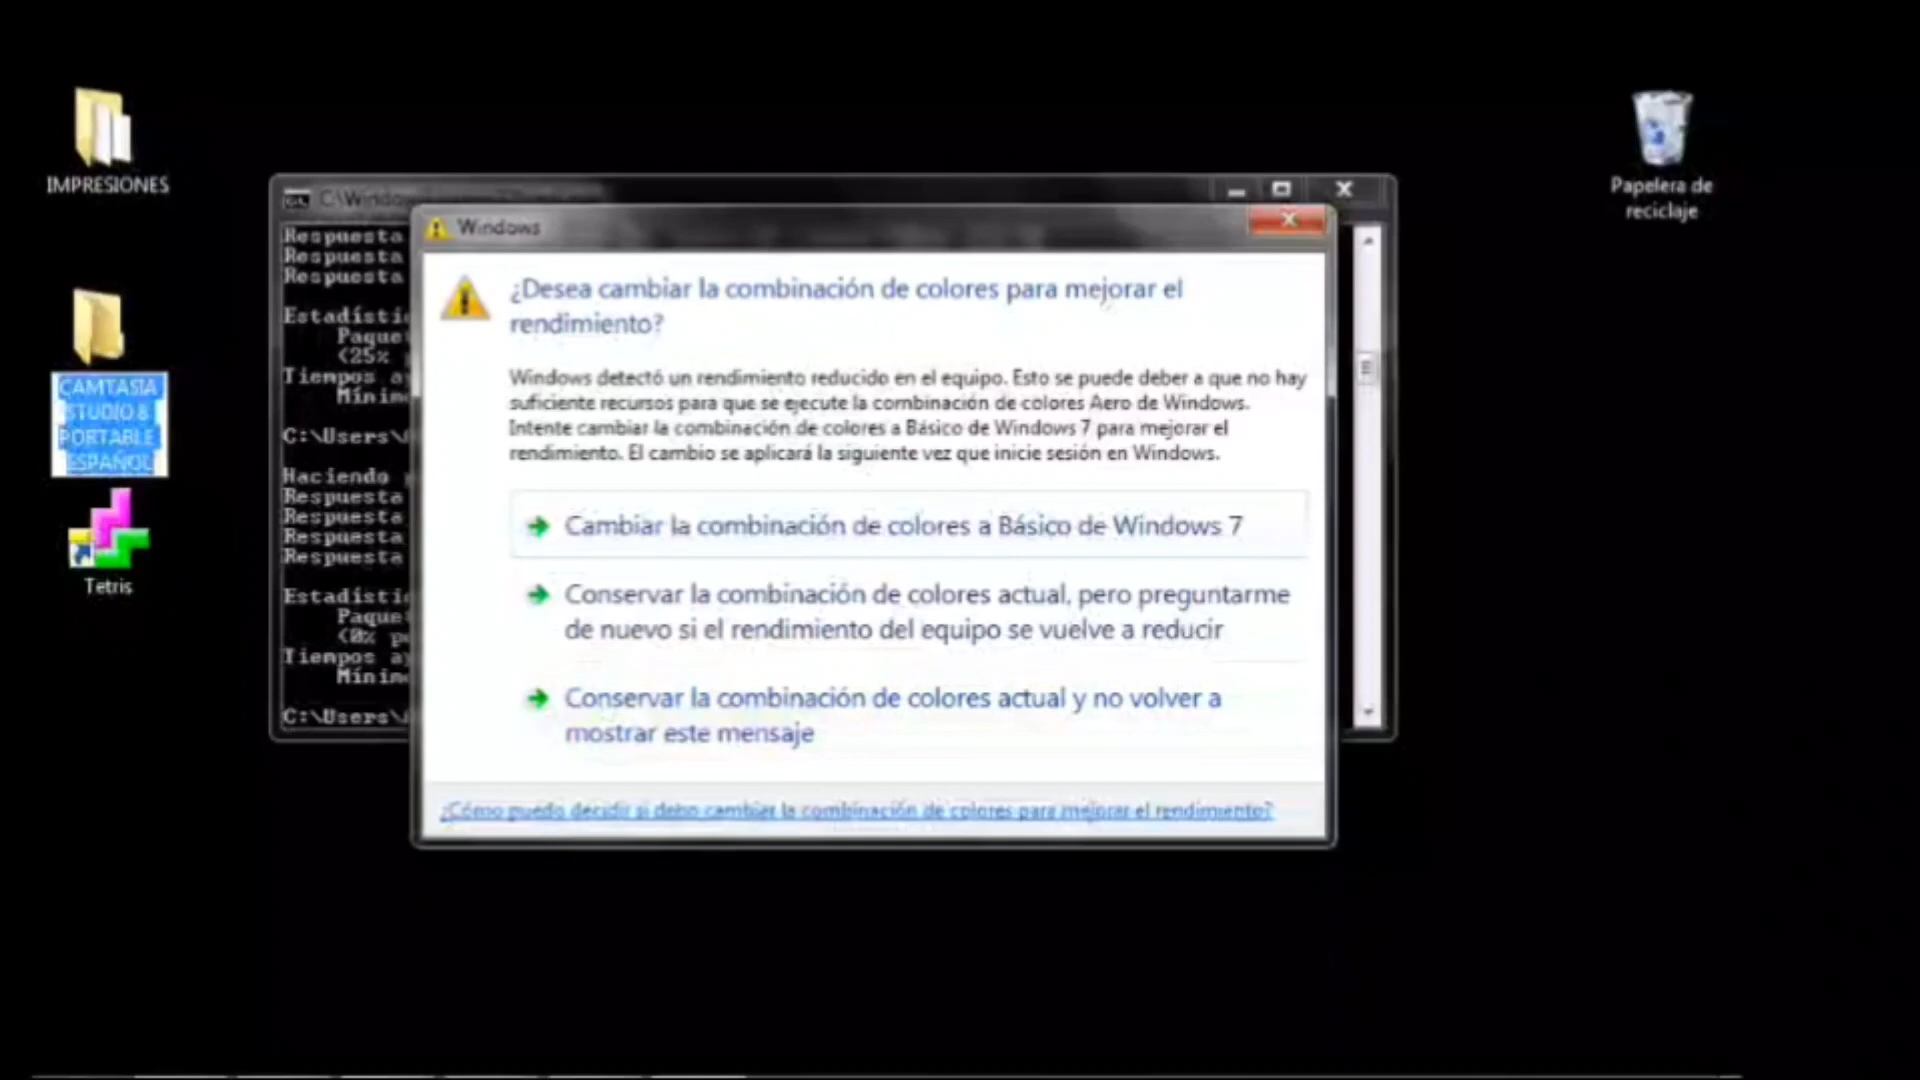 IMPRESIONES
CAMTASIA
STUDIO 8
PORTABLE
ESPAÑOL
Tetris
Papelera de
reciclaje
C:\Windo
Respuesta
Respuesta
Respuesta
Estadísti
Paque
<25%
Tiempos a
Mínim
C:\Users\
Haciendo
Respuesta
Respuesta
Respuesta
Respuesta
Estadísti
Paque
<0% p
Tiempos a
Mínim
C:\Users\
Windows
¿Desea cambiar la combinación de colores para mejorar el
rendimiento?
Windows detectó un rendimiento reducido en el equipo. Esto se puede deber a que no hay
suficiente recursos para que se ejecute la combinación de colores Aero de Windows.
Intente cambiar la combinación de colores a Básico de Windows 7 para mejorar el
rendimiento. El cambio se aplicará la siguiente vez que inicie sesión en Windows.
Cambiar la combinación de colores a Básico de Windows 7
Conservar la combinación de colores actual, pero preguntarme
de nuevo si el rendimiento del equipo se vuelve a reducir
Conservar la combinación de colores actual y no volver a
mostrar este mensaje
¿Cómo puedo decidir si debo cambiar la combinación de colores para mejorar el rendimiento?